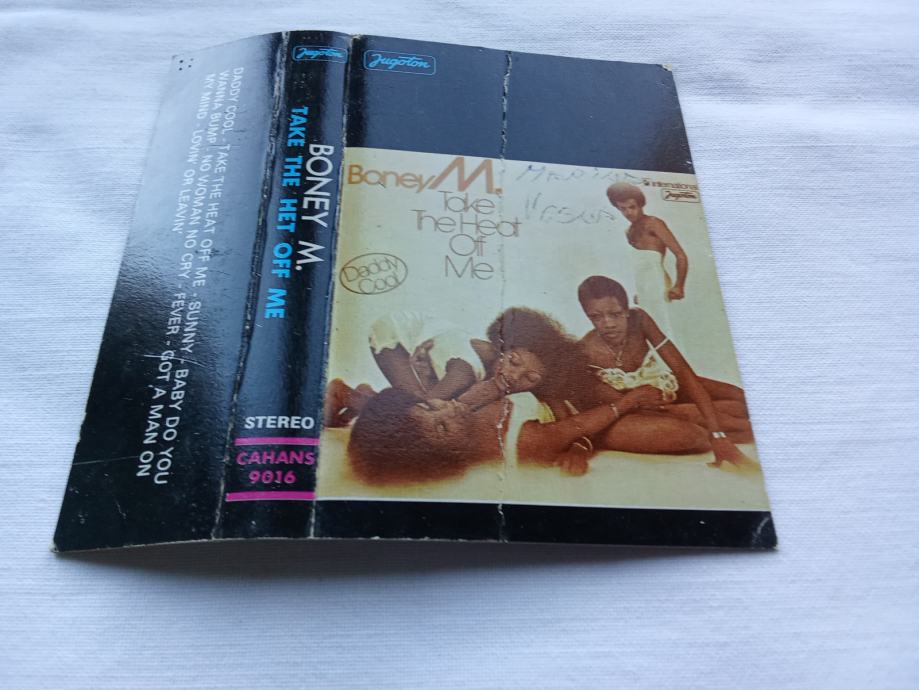 DADDY COOL - TAKE THE HEAT OFF ME - SUNNY - BABY DO YOU
WANNA BUMP - NO WOMAN NO CRY - FEVER - GOT A MAN ON
MY MIND - LOVIN' OR LEAVIN'
Jugoton
BONEY M.
TAKE THE HET OFF ME
STEREO
CAHANS
9016
Jugoton
Boney M.
Take
The Heat
Off
Me
Daddy
Cool
international
Jugoton